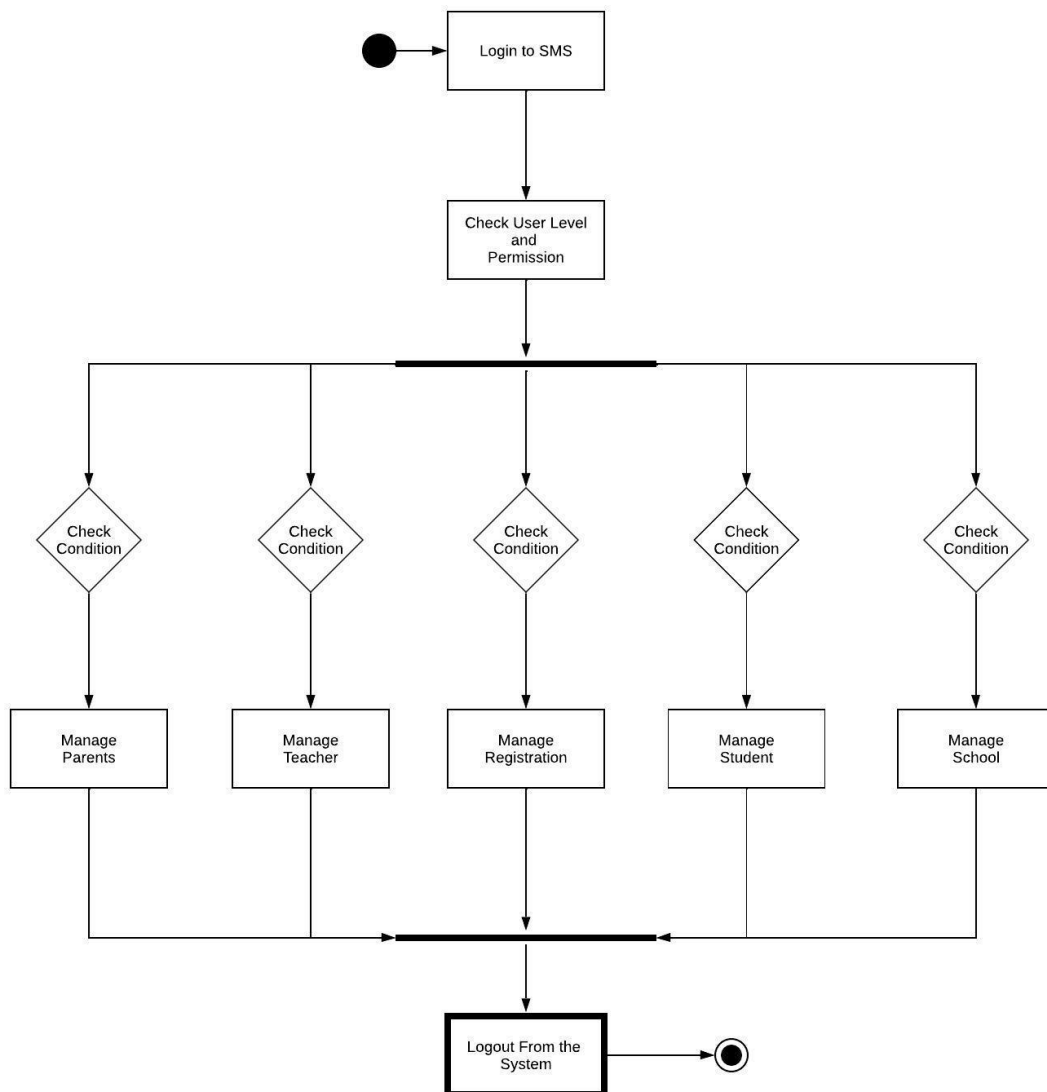 Login to SMS
Check User Level
and
Permission
Check
Condition
Check
Condition
Check
Condition
Check
Condition
Check
Condition
Manage
Parents
Manage
Teacher
Manage
Registration
Manage
Student
Manage
School
Logout From the
System